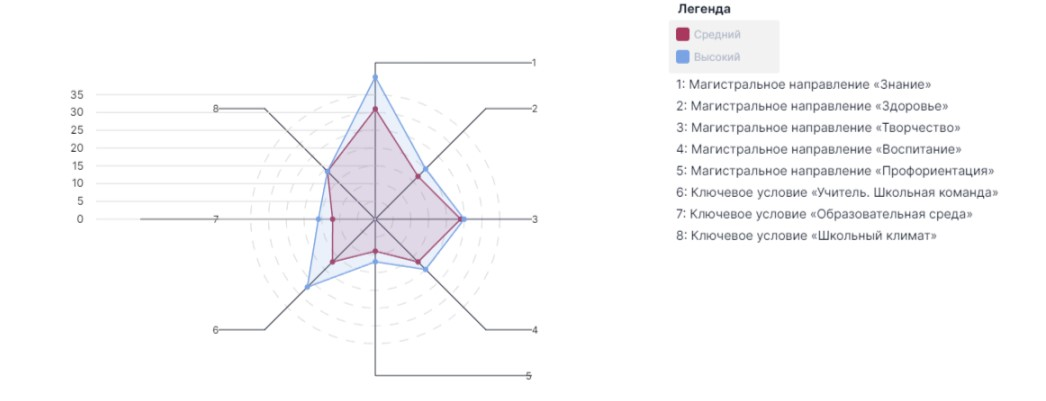 Легенда
Средний
Высокий
1: Магистральное направление «Знание»
2: Магистральное направление «Здоровье»
3: Магистральное направление «Творчество»
4: Магистральное направление «Воспитание»
5: Магистральное направление «Профориентация»
6: Ключевое условие «Учитель. Школьная команда»
7: Ключевое условие «Образовательная среда»
8: Ключевое условие «Школьный климат»
35
30
25
20
15
10
5
0
1
2
3
4
5
6
7
8